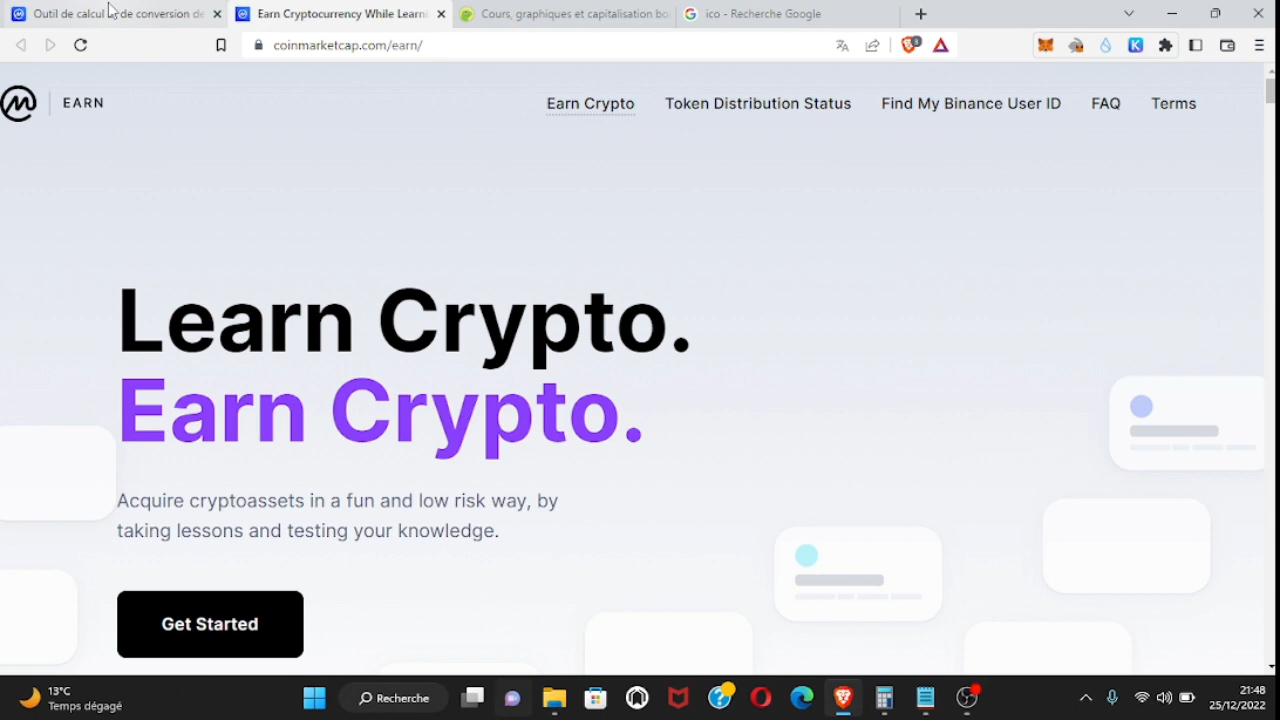 Outil de calcul de conversion de
Earn Cryptocurrency While Learni
Cours, graphiques et capitalisation bo
ico - Recherche Google
coinmarketcap.com/earn/
3
EARN
Earn Crypto
Token Distribution Status
Find My Binance User ID
FAQ
Terms
Learn Crypto.
Earn Crypto.
Acquire cryptoassets in a fun and low risk way, by
taking lessons and testing your knowledge.
Get Started
13°C
Temps dégagé
Recherche
21:48
25/12/2022